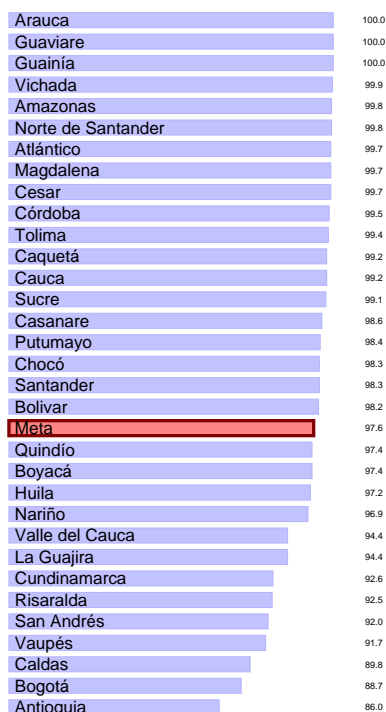 Arauca 100.0
Guaviare 100.0
Guainía 100.0
Vichada 99.9
Amazonas 99.8
Norte de Santander 99.8
Atlántico 99.7
Magdalena 99.7
Cesar 99.7
Córdoba 99.5
Tolima 99.4
Caquetá 99.2
Cauca 99.2
Sucre 99.1
Casanare 98.6
Putumayo 98.4
Chocó 98.3
Santander 98.3
Bolivar 98.2
Meta 97.6
Quindío 97.4
Boyacá 97.4
Huila 97.2
Nariño 96.9
Valle del Cauca 94.4
La Guajira 94.4
Cundinamarca 92.6
Risaralda 92.5
San Andrés 92.0
Vaupés 91.7
Caldas 89.8
Bogotá 88.7
Antioquia 86.0